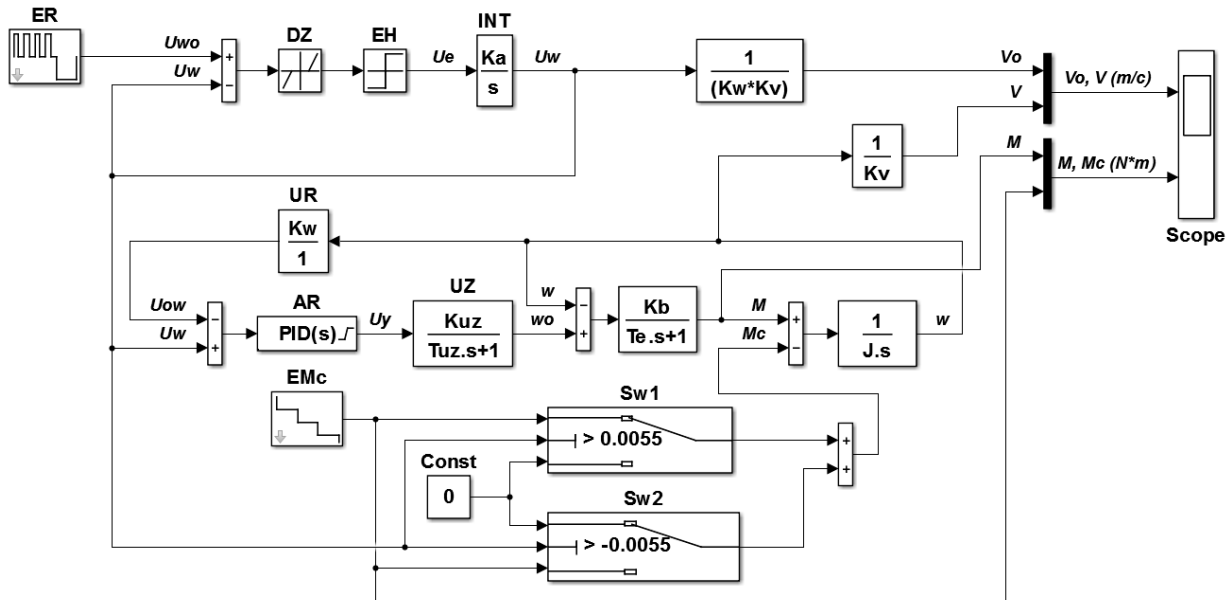 ER
Uwo
Uw
+
−
DZ
EH
Ue
INT
Ka
s
Uw
1
(Kw*Kv)
Vo
V
Vo, V (m/c)
1
Kv
M
M, Mc (N*m)
Scope
UR
Kw
1
Uow
Uw
−
+
AR
PID(s)
Uy
UZ
Kuz
Tuz.s+1
w
wo
−
+
Kb
Te.s+1
M
Mc
+
−
1
J.s
w
EMc
Sw1
> 0.0055
+
+
Const
0
Sw2
> -0.0055